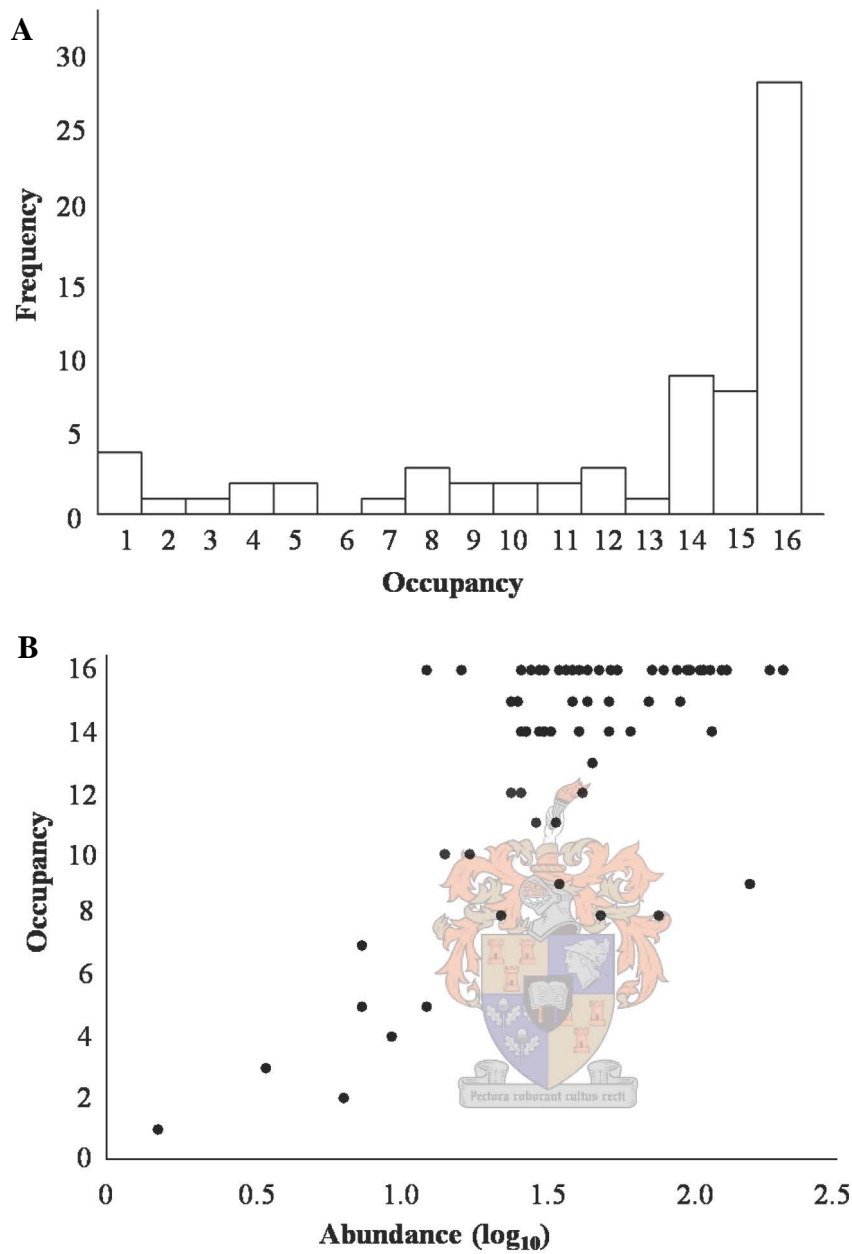 A
30
25
20
15
10
5
0
Frequency
1 2 3 4 5 6 7 8 9 10 11 12 13 14 15 16
Occupancy
B
16
14
12
10
8
6
4
2
0
Occupancy
Pectora roborant cultus recti
0 0.5 1.0 1.5 2.0 2.5
Abundance (log₁₀)